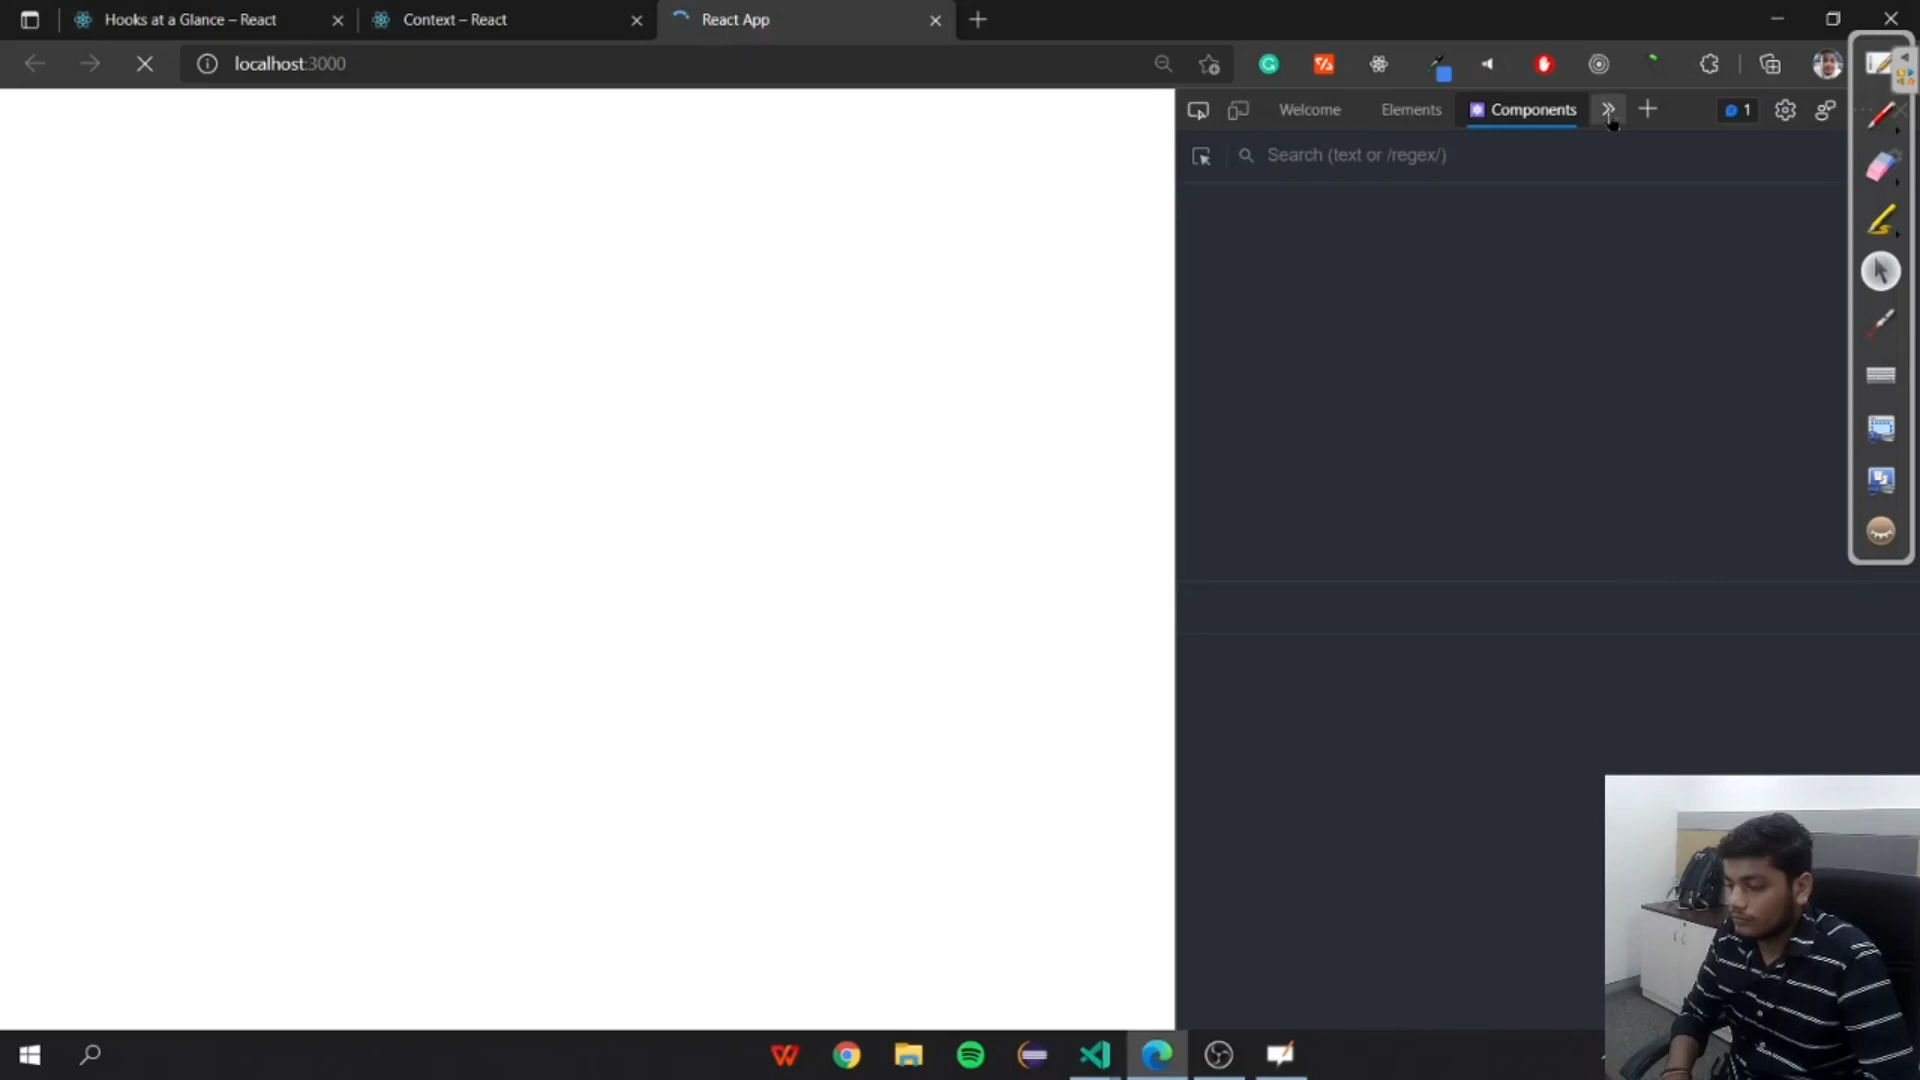 Hooks at a Glance – React
Context – React
React App
localhost:3000
Welcome
Elements
Components
1
Search (text or /regex/)